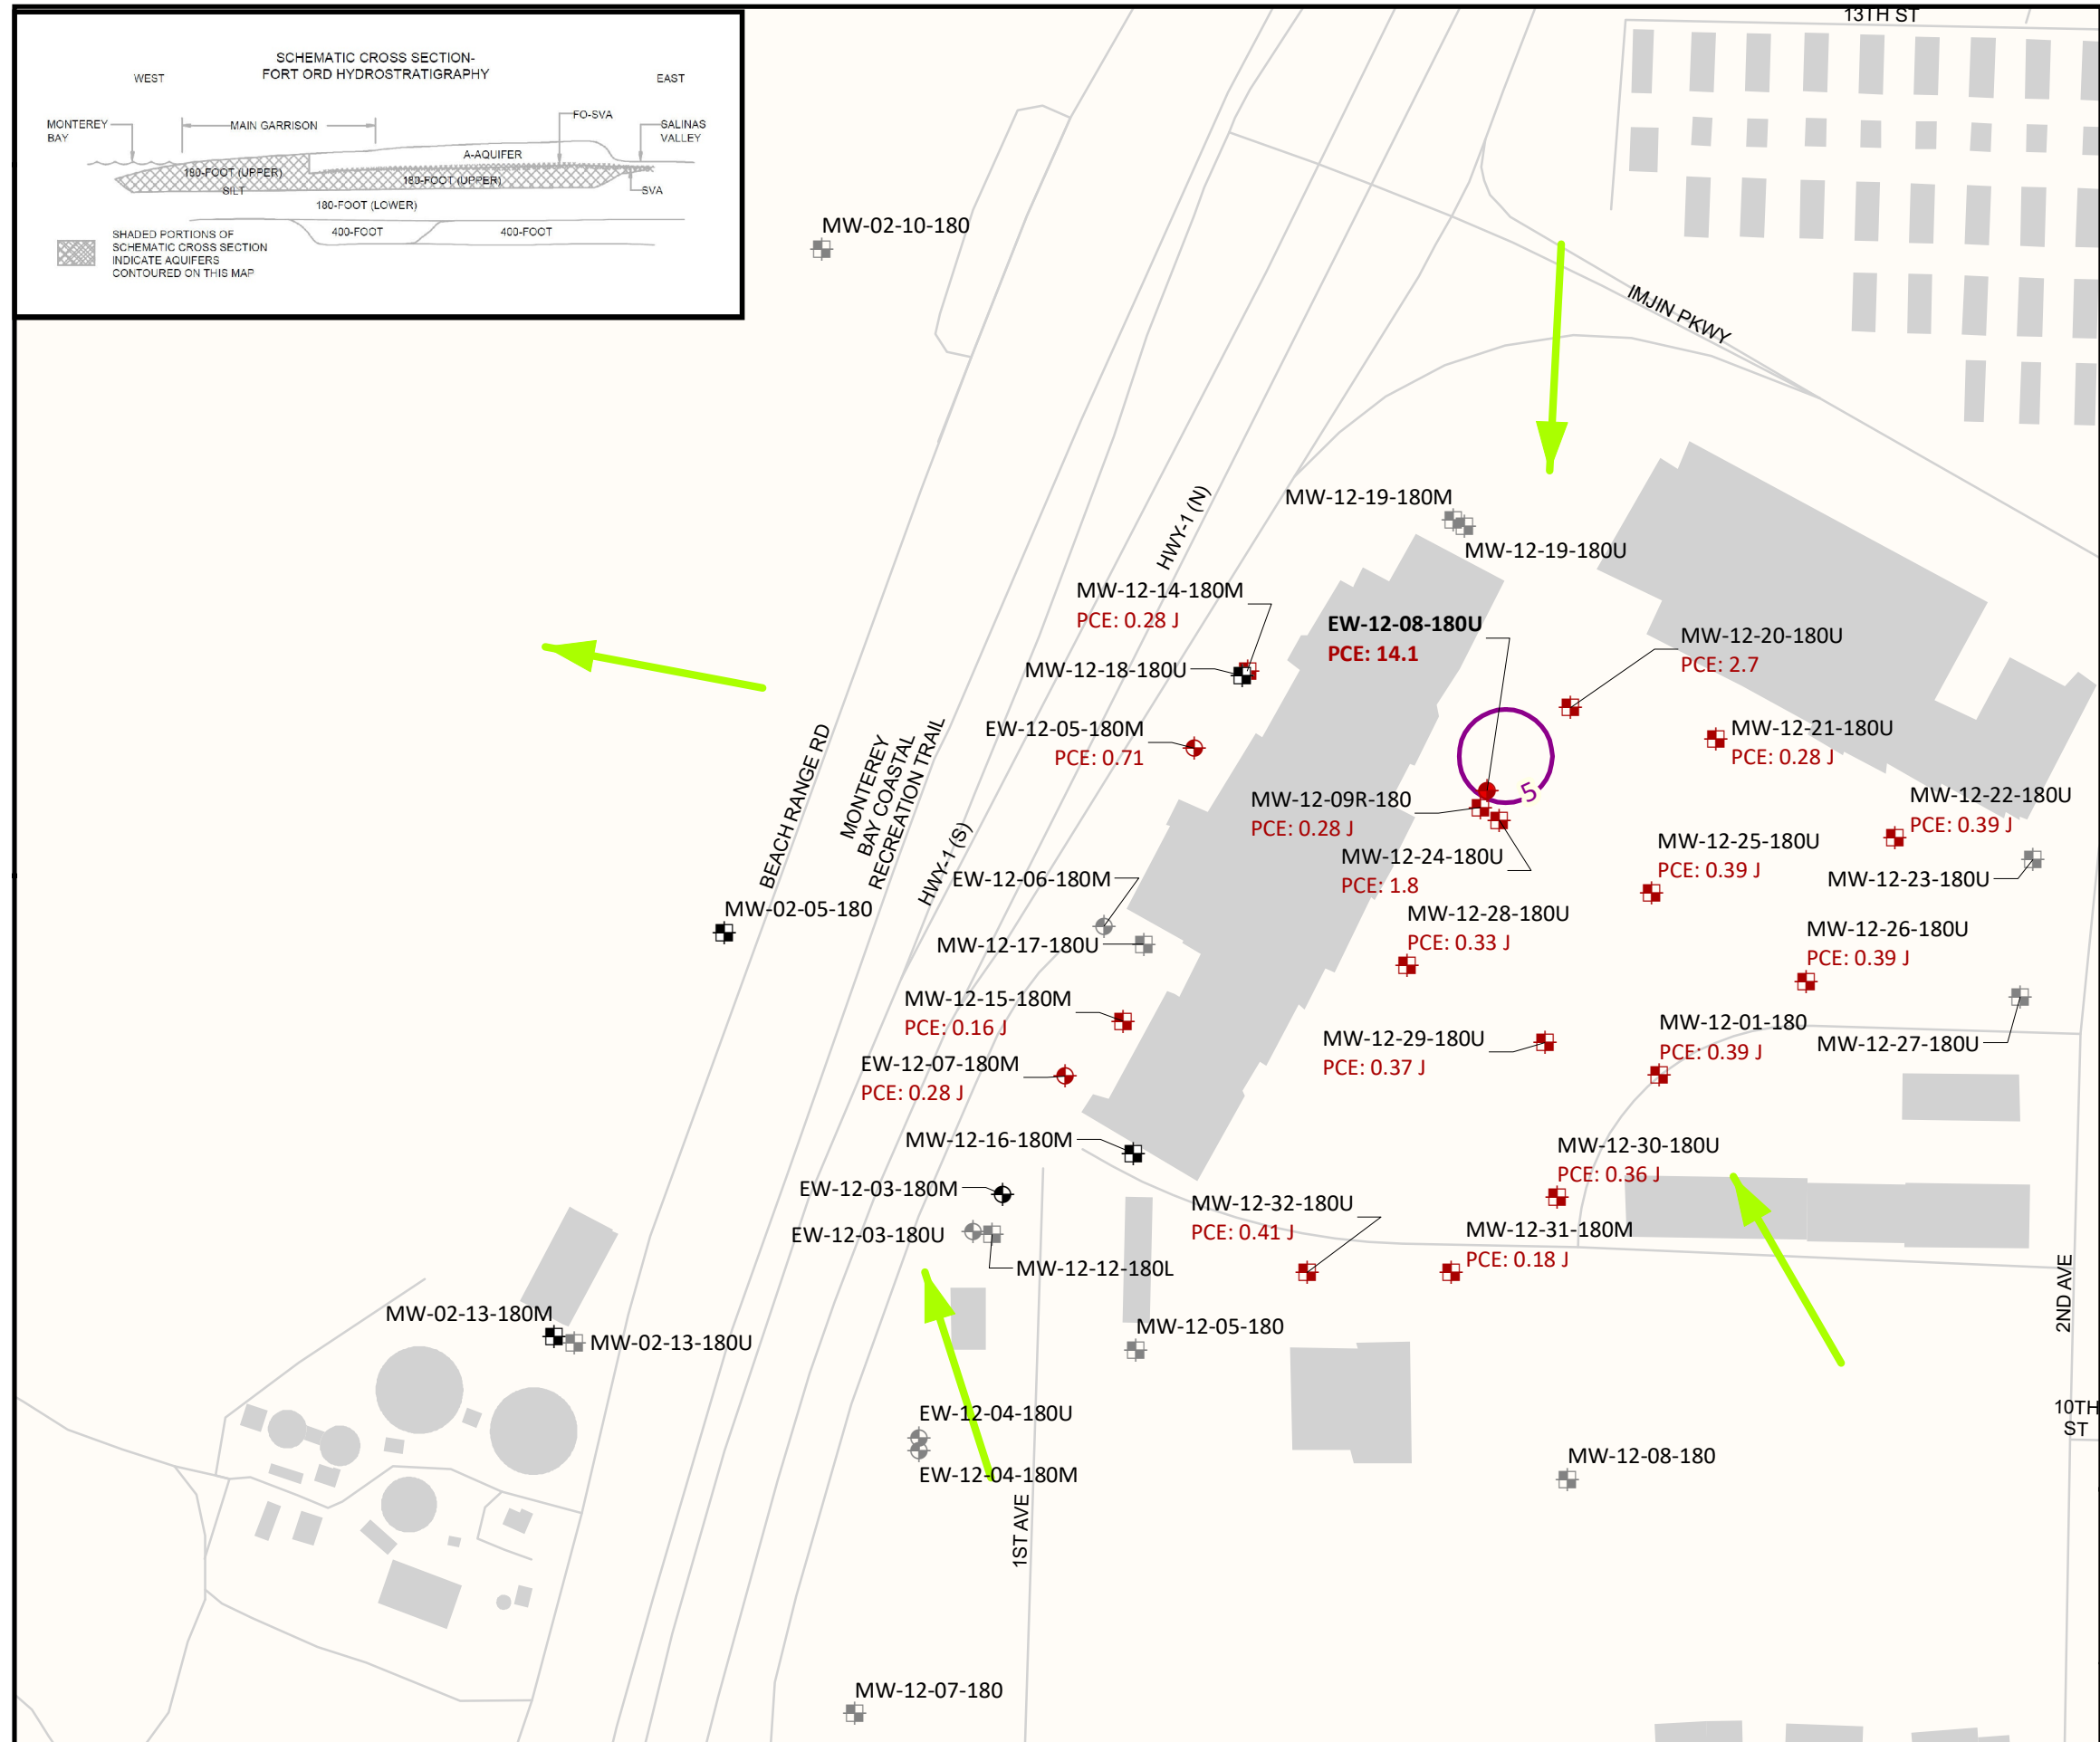 SCHEMATIC CROSS SECTION-
FORT ORD HYDROSTRATIGRAPHY
WEST
EAST
MONTEREY
BAY
MAIN GARRISON
FO-SVA
SALINAS
VALLEY
A-AQUIFER
180-FOOT (UPPER)
180-FOOT (UPPER)
SILT
SVA
180-FOOT (LOWER)
400-FOOT
400-FOOT
SHADED PORTIONS OF
SCHEMATIC CROSS SECTION
INDICATE AQUIFERS
CONTOURED ON THIS MAP
13TH ST
MW-02-10-180
IMJIN PKWY
HWY-1 (N)
MW-12-19-180M
MW-12-19-180U
MW-12-14-180M
PCE: 0.28 J
EW-12-08-180U
PCE: 14.1
MW-12-20-180U
PCE: 2.7
MW-12-18-180U
EW-12-05-180M
PCE: 0.71
MW-12-21-180U
PCE: 0.28 J
5
MW-12-09R-180
PCE: 0.28 J
MW-12-22-180U
PCE: 0.39 J
MW-12-24-180U
PCE: 1.8
MW-12-25-180U
PCE: 0.39 J
MW-12-23-180U
BEACH RANGE RD
MONTEREY
BAY COASTAL
RECREATION TRAIL
HWY-1 (S)
EW-12-06-180M
MW-02-05-180
MW-12-28-180U
PCE: 0.33 J
MW-12-17-180U
MW-12-26-180U
PCE: 0.39 J
MW-12-15-180M
PCE: 0.16 J
MW-12-01-180
PCE: 0.39 J
MW-12-29-180U
PCE: 0.37 J
MW-12-27-180U
EW-12-07-180M
PCE: 0.28 J
MW-12-16-180M
MW-12-30-180U
PCE: 0.36 J
EW-12-03-180M
MW-12-32-180U
PCE: 0.41 J
EW-12-03-180U
MW-12-31-180M
PCE: 0.18 J
MW-12-12-180L
2ND AVE
MW-02-13-180M
MW-02-13-180U
MW-12-05-180
EW-12-04-180U
10TH
ST
EW-12-04-180M
MW-12-08-180
1ST AVE
MW-12-07-180